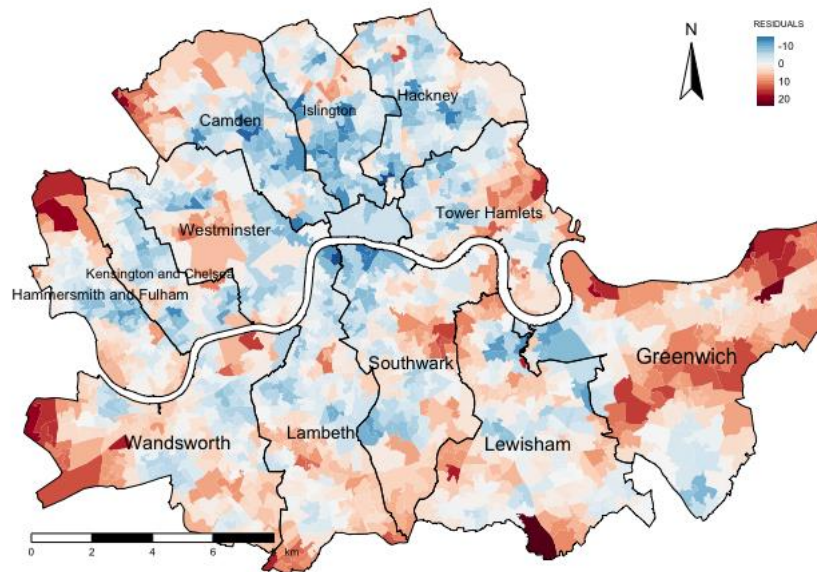 RESIDUALS
-10
0
10
20
N
Hackney
Islington
Camden
Tower Hamlets
Westminster
Kensington and Chelsea
Hammersmith and Fulham
Southwark
Greenwich
Wandsworth
Lambeth
Lewisham
0 2 4 6 km